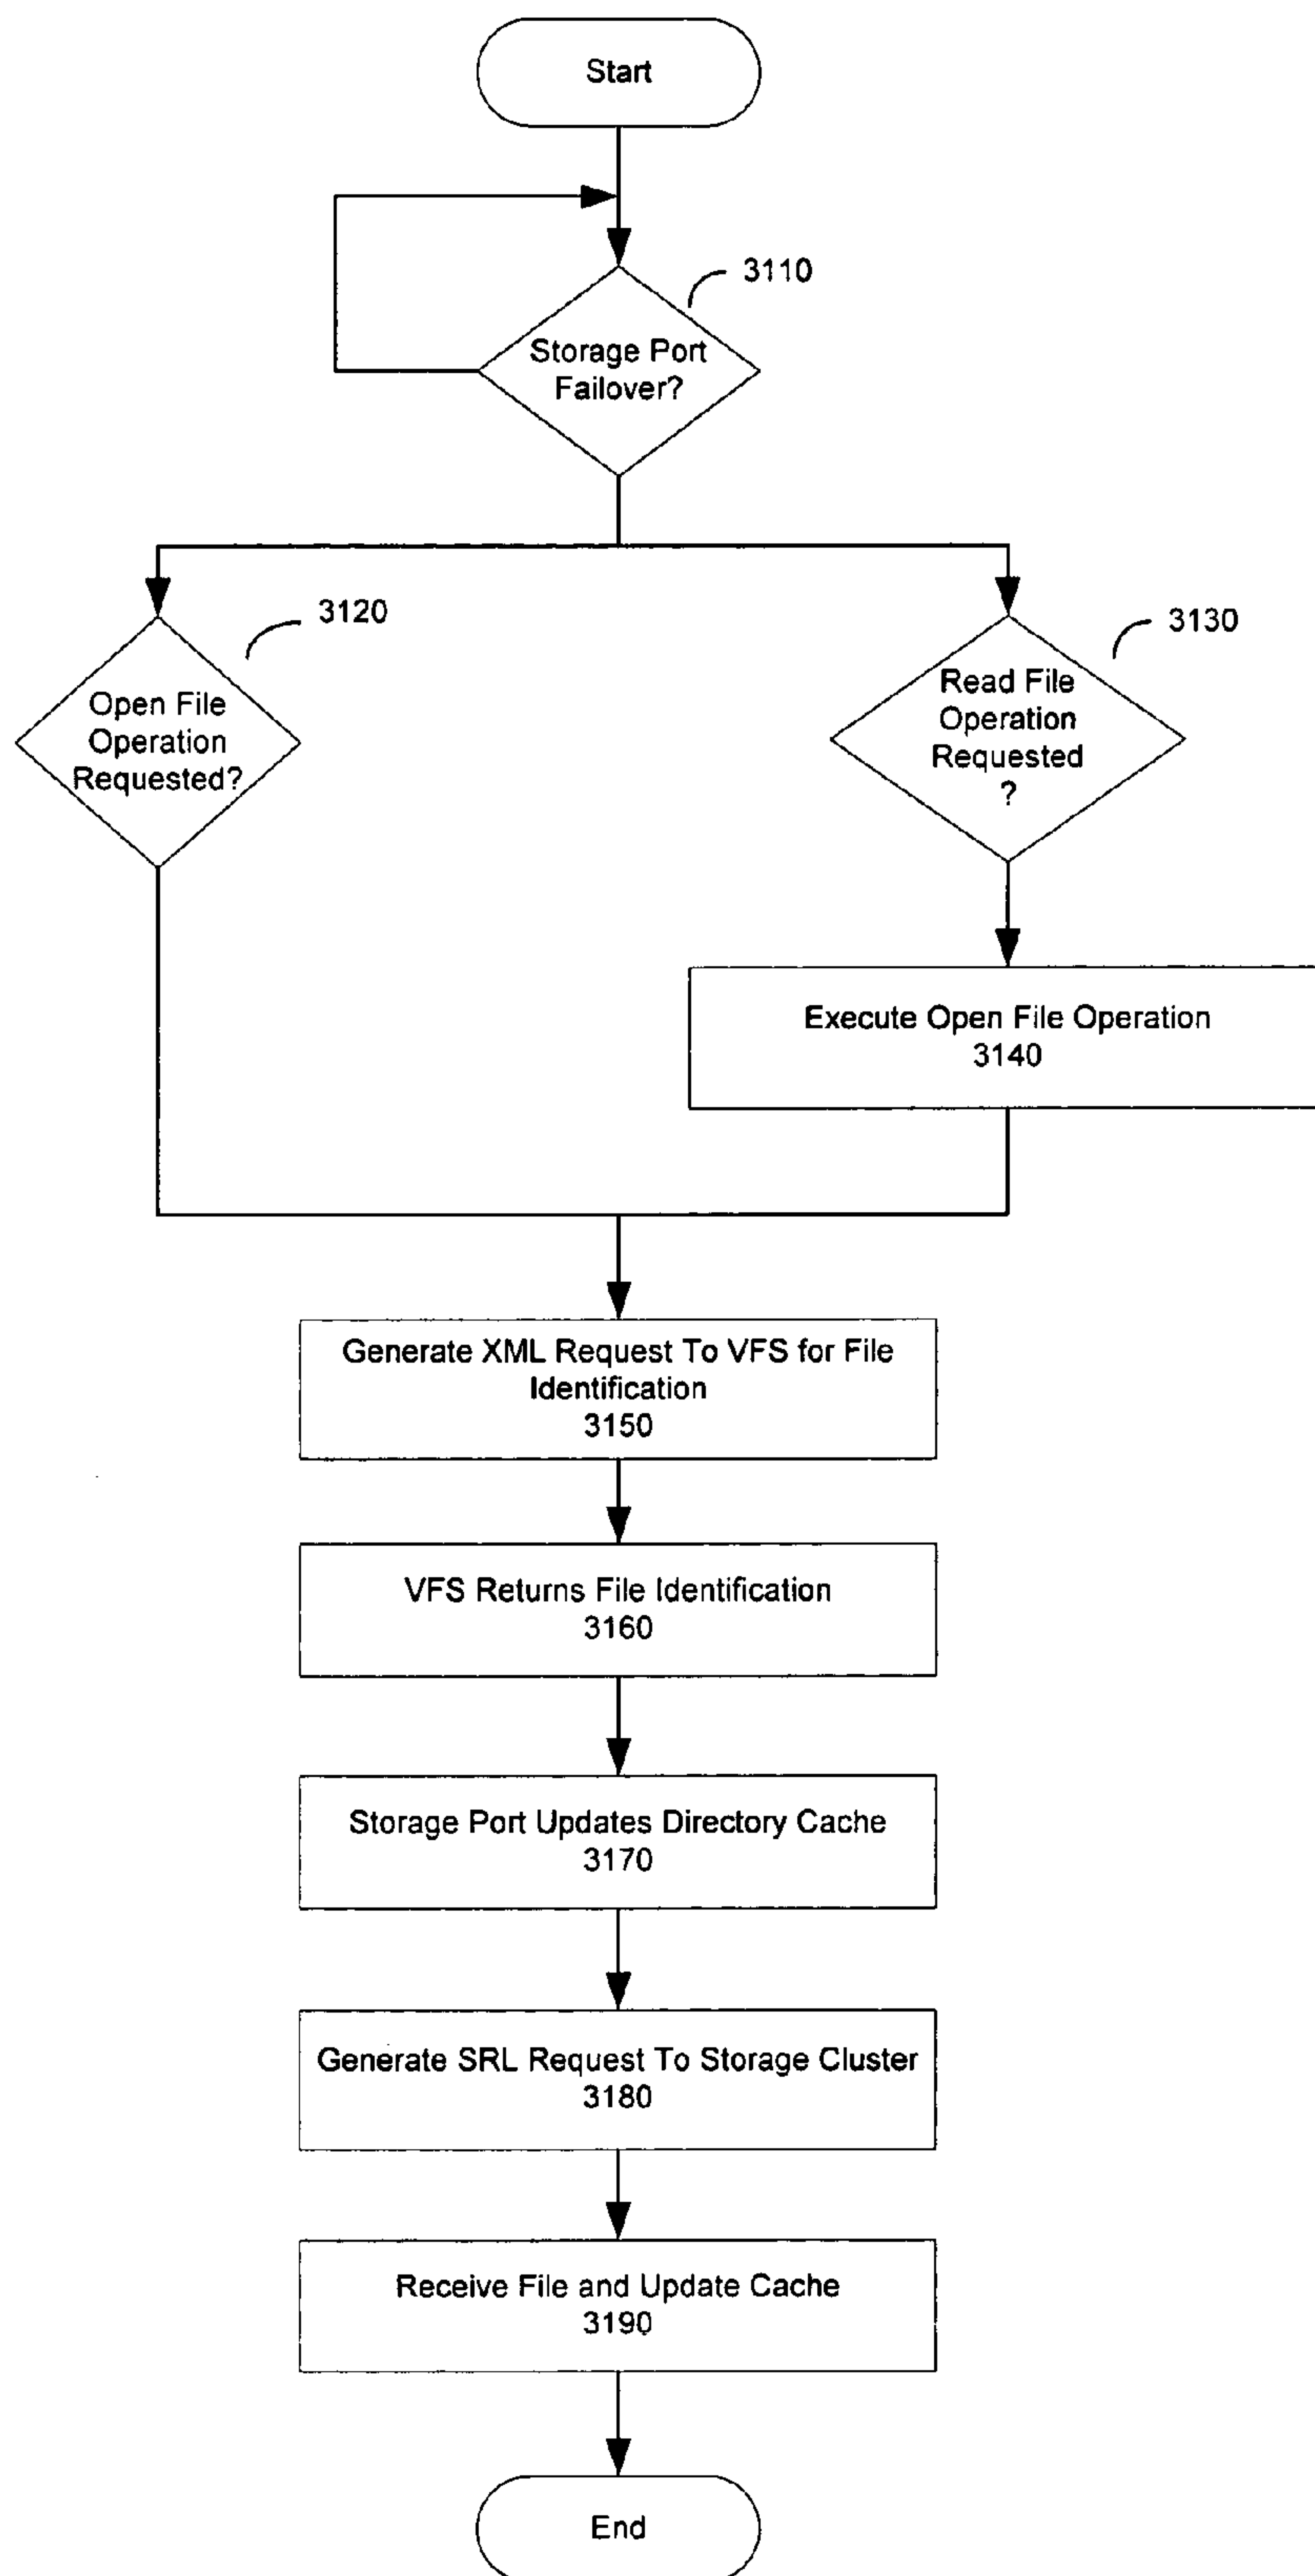 Start
3110
Storage Port
Failover?
3120
3130
Open File
Operation
Requested?
Read File
Operation
Requested
?
Execute Open File Operation
3140
Generate XML Request To VFS for File
Identification
3150
VFS Returns File Identification
3160
Storage Port Updates Directory Cache
3170
Generate SRL Request To Storage Cluster
3180
Receive File and Update Cache
3190
End